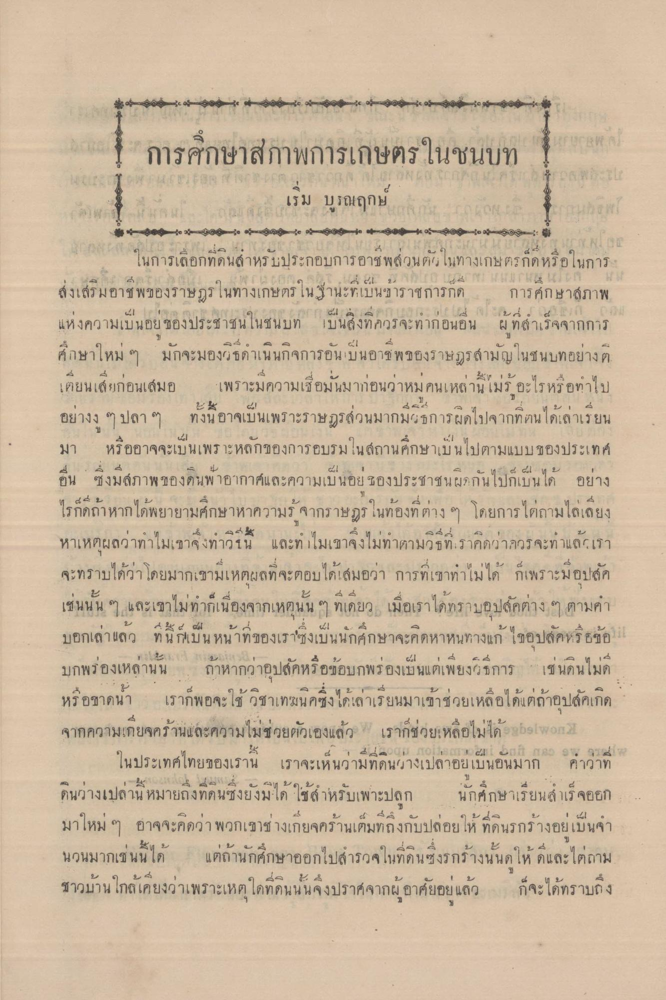 การศึกษาสภาพการเกษตรในชนบท
เริ่ม บูรณฤกษ์
ในการเลือกที่ดินสำหรับประกอบการอาชีพส่วนตัวในทางเกษตรก็ดีหรือในการ
ส่งเสริมอาชีพของราษฎรในทางเกษตรในฐานะที่เป็นข้าราชการก็ดี การศึกษาสภาพ
แห่งความเป็นอยู่ของประชาชนในชนบท เป็นสิ่งที่ควรจะทำก่อนอื่น ผู้ที่สำเร็จจากการ
ศึกษาใหม่ ๆ มักจะมองวิธีดำเนินกิจการอันเป็นอาชีพของราษฎรสามัญในชนบทอย่างติ
เตียนเสียก่อนเสมอ เพราะมีความเชื่อมั่นมาก่อนว่าหมู่คนเหล่านี้ไม่รู้อะไรหรือทำไป
อย่างงู ๆ ปลา ๆ ทั้งนี้อาจเป็นเพราะราษฎรส่วนมากมีวิธีการผิดไปจากที่ตนได้เล่าเรียน
มา หรืออาจจะเป็นเพราะหลักของการอบรมในสถานศึกษาเป็นไปตามแบบของประเทศ
อื่น ซึ่งมีสภาพของดินฟ้าอากาศและความเป็นอยู่ของประชาชนผิดกันไปก็เป็นได้ อย่าง
ไรก็ดีถ้าหากได้พยายามศึกษาหาความรู้จากราษฎรในท้องที่ต่าง ๆ โดยการไต่ถามไล่เลียง
หาเหตุผลว่าทำไมเขาจึงทำวิธีนี้ และทำไมเขาจึงไม่ทำตามวิธีที่เราคิดว่าควรจะทำแล้วเรา
จะทราบได้ว่าโดยมากเขามีเหตุผลที่จะตอบได้เสมอว่า การที่เขาทำไม่ได้ ก็เพราะมีอุปสัค
เช่นนั้น ๆ และเขาไม่ทำก็เนื่องจากเหตุนั้น ๆ ทีเดียว เมื่อเราได้ทราบอุปสัคต่าง ๆ ตามคำ
บอกเล่าแล้ว ทีนี้ก็เป็นหน้าที่ของเราซึ่งเป็นนักศึกษาจะคิดหาหนทางแก้ไขอุปสัคหรือข้อ
บกพร่องเหล่านั้น ถ้าหากว่าอุปสัคหรือข้อบกพร่องเป็นแต่เพียงวิธีการ เช่นดินไม่ดี
หรือขาดน้ำ เราก็พอจะใช้ วิชาเทฆนิคซึ่งได้เล่าเรียนมาเข้าช่วยเหลือได้แต่ถ้าอุปสัคเกิด
จากความเกียจคร้านและความไม่ช่วยตัวเองแล้ว เราก็ช่วยเหลือไม่ได้
ในประเทศไทยของเรานี้ เราจะเห็นว่ามีที่ดินว่างเปล่าอยู่เป็นอันมาก คำว่าที่
ดินว่างเปล่านี้หมายถึงที่ดินซึ่งยังมิได้ ใช้สำหรับเพาะปลูก นักศึกษาเรียนสำเร็จออก
มาใหม่ ๆ อาจจะคิดว่าพวกเขาช่างเกียจคร้านเต็มทีถึงกับปล่อยให้ ที่ดินรกร้างอยู่เป็นจำ
นวนมากเช่นนี้ได้ แต่ถ้านักศึกษาออกไปสำรวจในที่ดินซึ่งรกร้างนั้นดูให้ ดีและไต่ถาม
ชาวบ้านใกล้เคียงว่าเพราะเหตุใดที่ดินนั้นจึงปราศจากผู้อาศัยอยู่แล้ว ก็จะได้ทราบถึง